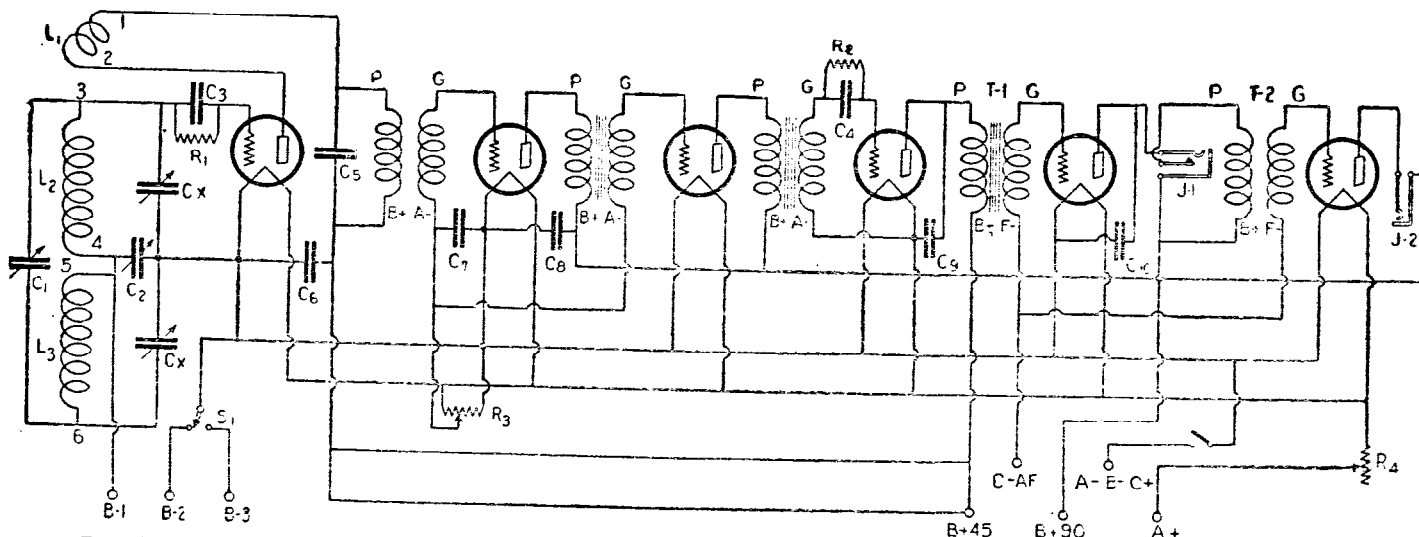 L1
1
2
3
C3
R1
L2
Cx
4
5
C1
C2
L3
Cx
6
S1
B-1
B-2
B-3
C5
C6
P
G
B+ A-
C7
C8
R3
P
G
B+ A-
P
G
R2
C4
B+ A-
C9
P T-1 G
B+ F-
J-1
P T-2 G
B+ F-
J-2
C-AF
A- B- C+
R4
B+45
B+90
A+